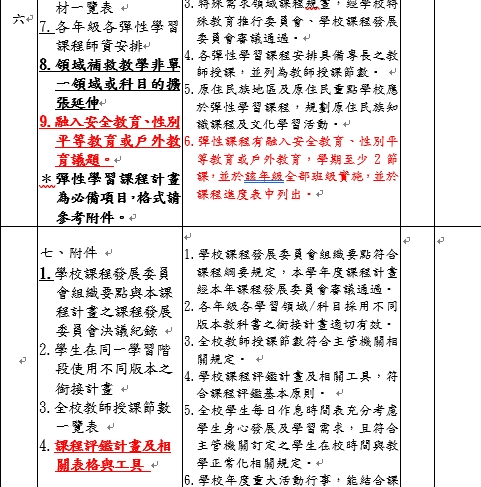 六
材一覽表
7. 各年級各彈性學習
課程師資安排
8. 領域補救教學非單
一領域或科目的擴
張延伸
9. 融入安全教育、性別
平等教育或戶外教
育議題。
＊彈性學習課程計畫
為必備項目,格式請
參考附件。
3. 特殊需求領域課程規畫，經學校特
殊教育推行委員會、學校課程發展
委員會審議通過。
4. 各彈性學習課程安排具備專長之教
師授課，並列為教師授課節數。
5. 原住民族地區及原住民重點學校應
於彈性學習課程，規劃原住民族知
識課程及文化學習活動。
6. 彈性課程有融入安全教育、性別平
等教育或戶外教育，學期至少 2 節
課，並於該年級全部班級實施，並於
課程進度表中列出。
七、附件
1. 學校課程發展委員
會組織要點與本課
程計畫之課程發展
委員會決議紀錄
2. 學生在同一學習階
段使用不同版本之
銜接計畫
3. 全校教師授課節數
一覽表
4. 課程評鑑計畫及相
關表格與工具
1. 學校課程發展委員會組織要點符合
課程綱要規定，本學年度課程計畫
經本年課程發展委員會審議通過。
2. 各年級各學習領域/科目採用不同
版本教科書之銜接計畫適切有效。
3. 全校教師授課節數符合主管機關相
關規定。
4. 學校課程評鑑計畫及相關工具，符
合課程評鑑基本原則。
5. 全校學生每日作息時間表充分考慮
學生身心發展及學習需求，且符合
主管機關訂定之學生在校時間與教
學正常化相關規定。
6. 學校年度重大活動行事，能結合課